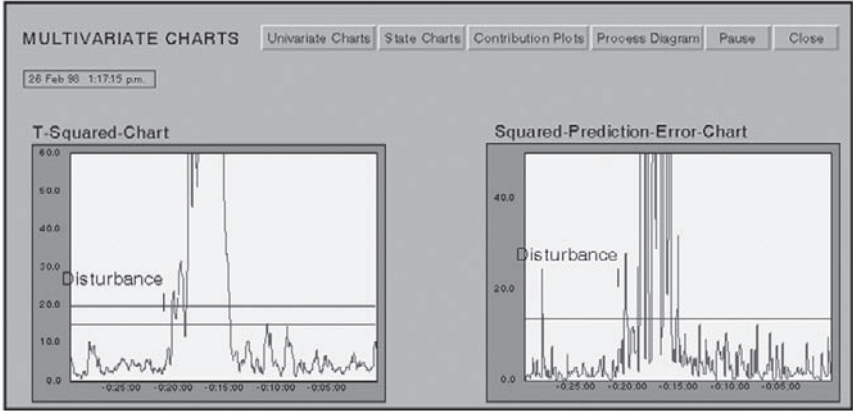 MULTIVARIATE CHARTS
Univariate Charts
State Charts
Contribution Plots
Process Diagram
Pause
Close
26 Feb 98 1:17:15 p.m.
T-Squared-Chart
60.0
50.0
40.0
30.0
Disturbance
20.0
10.0
0.0
-0:25:00 -0:20:00 -0:15:00 -0:10:00 -0:05:00
Squared-Prediction-Error-Chart
40.0
Disturbance
20.0
0.0
-0:25:00 -0:20:00 -0:15:00 -0:10:00 -0:05:00